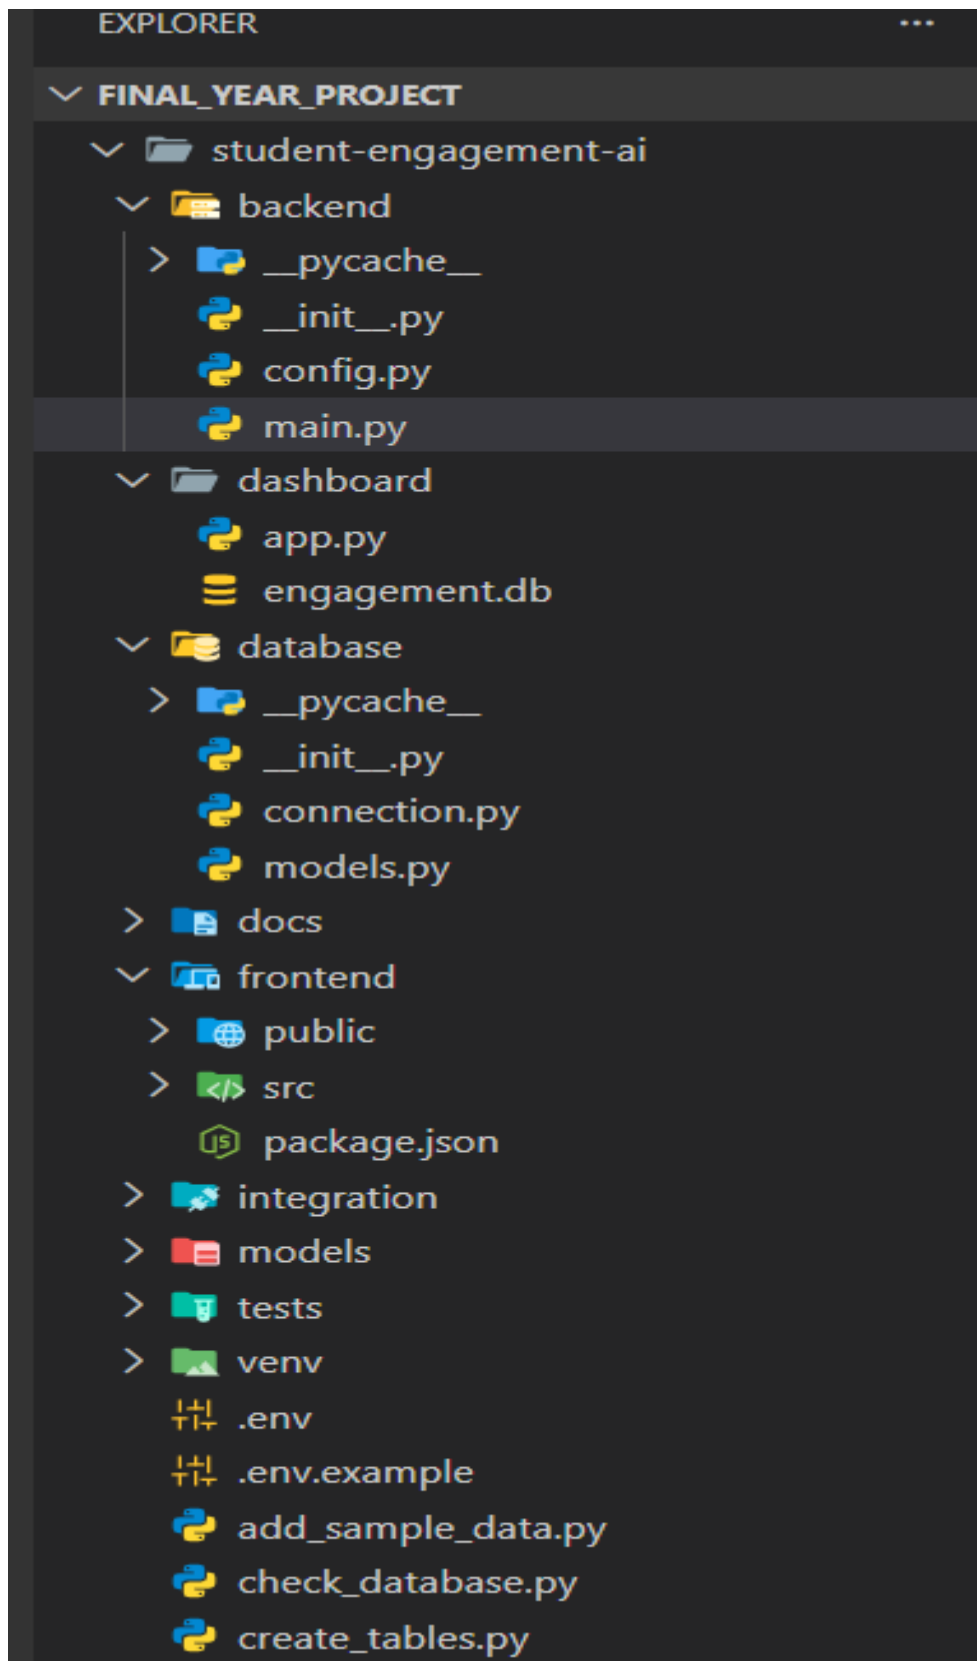 EXPLORER ...
FINAL_YEAR_PROJECT
student-engagement-ai
backend
__pycache__
__init__.py
config.py
main.py
dashboard
app.py
engagement.db
database
__pycache__
__init__.py
connection.py
models.py
docs
frontend
public
src
package.json
integration
models
tests
venv
.env
.env.example
add_sample_data.py
check_database.py
create_tables.py